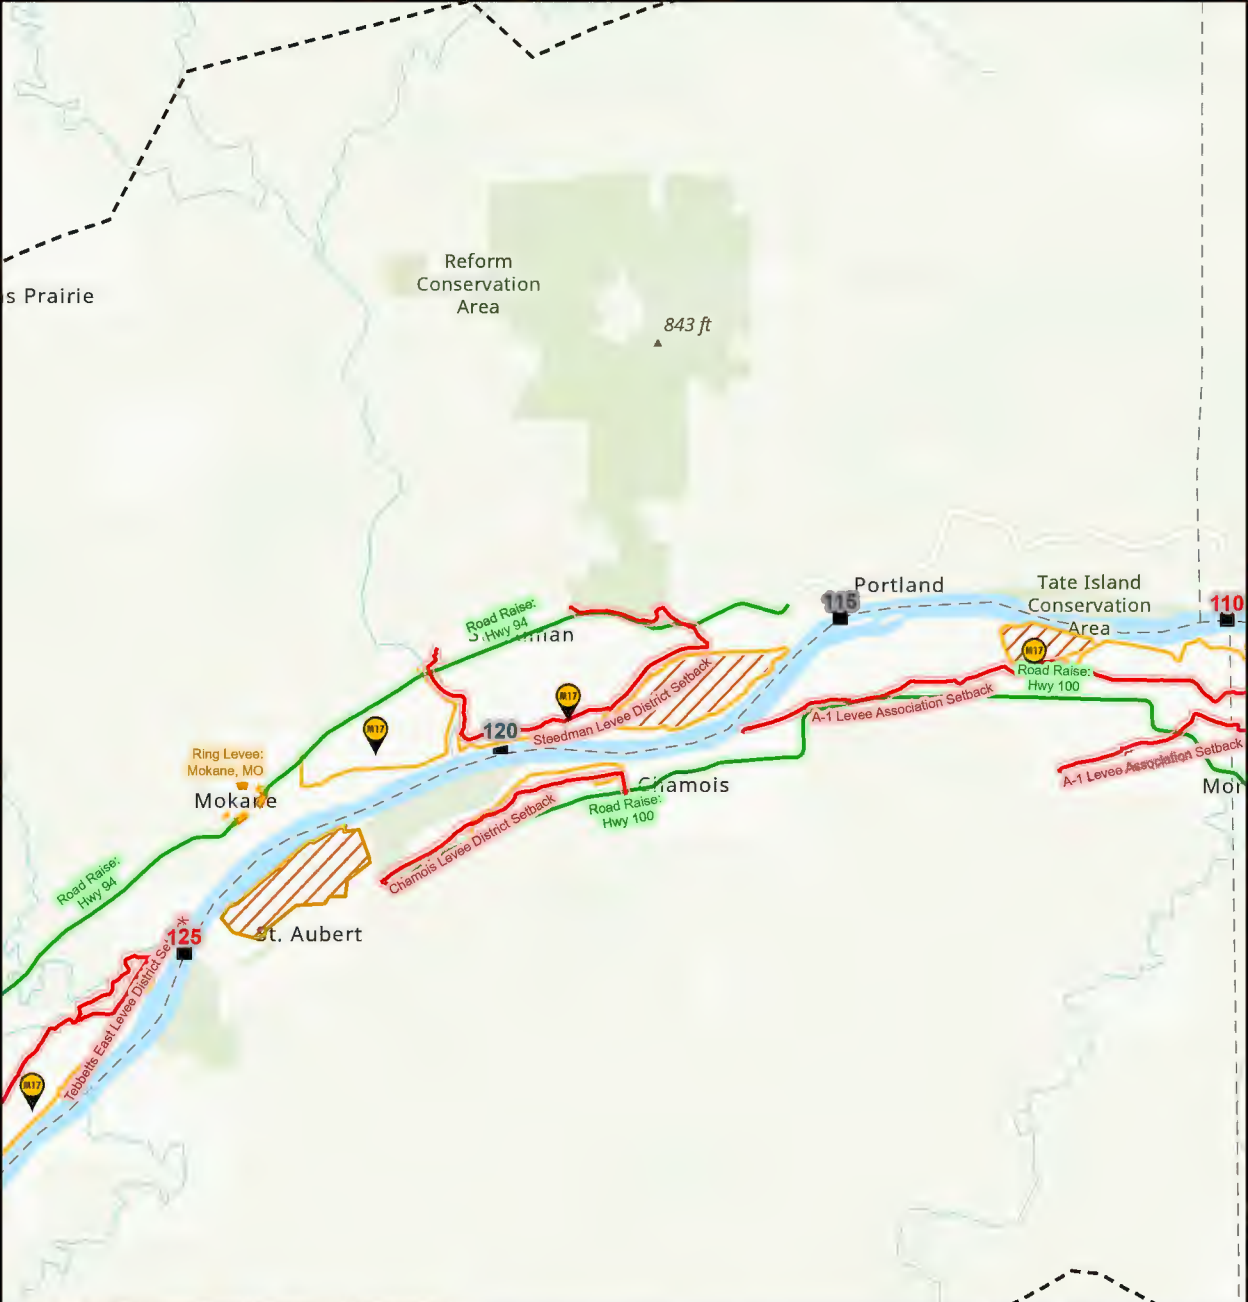 Reform
Conservation
Area
843 ft
s Prairie
Portland
Tate Island
Conservation
Area
115
110
Road Raise:
Hwy 94
M17
Road Raise:
Hwy 100
M17
Steedman Levee District Setback
A-1 Levee Association Setback
120
M17
Ring Levee:
Mokane, MO
Mokane
Chamois
A-1 Levee Association Setback
Mor
Road Raise:
Hwy 100
Chamois Levee District Setback
Road Raise:
Hwy 94
St. Aubert
125
Tebbetts East Levee District Setback
M17